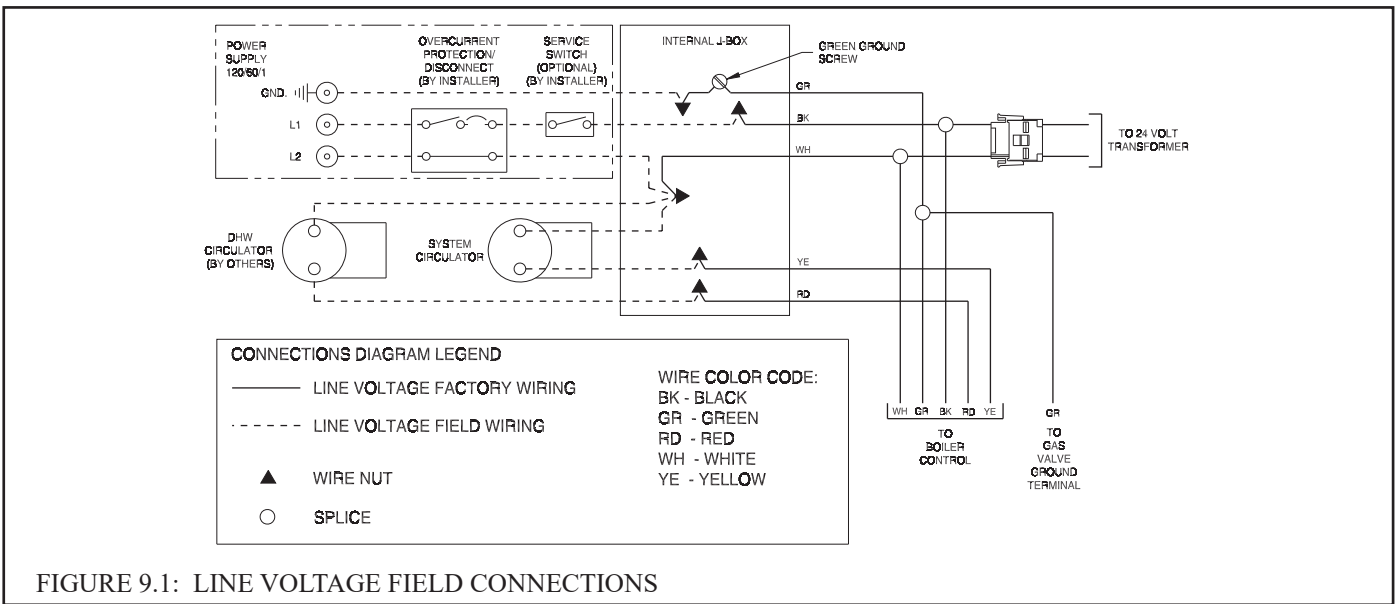 POWER
SUPPLY
120/60/1
OVERCURRENT
PROTECTION/
DISCONNECT
(BY INSTALLER)
SERVICE
SWITCH
(OPTIONAL)
(BY INSTALLER)
INTERNAL J-BOX
GREEN GROUND
SCREW
GND.
GR
L1
BK
TO 24 VOLT
TRANSFORMER
L2
WH
DHW
CIRCULATOR
(BY OTHERS)
SYSTEM
CIRCULATOR
YE
RD
CONNECTIONS DIAGRAM LEGEND
LINE VOLTAGE FACTORY WIRING
LINE VOLTAGE FIELD WIRING
WIRE NUT
SPLICE
WIRE COLOR CODE:
BK - BLACK
GR - GREEN
RD - RED
WH - WHITE
YE - YELLOW
WH GR BK RD YE
TO
BOILER
CONTROL
GR
TO
GAS
VALVE
GROUND
TERMINAL
FIGURE 9.1: LINE VOLTAGE FIELD CONNECTIONS